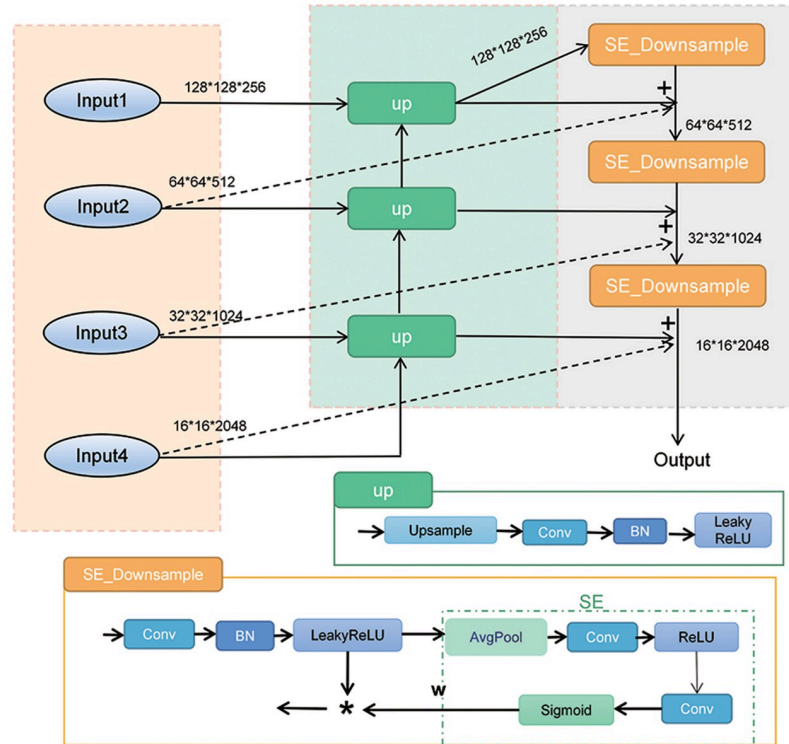 SE_Downsample
128*128*256
128*128*256
+
Input1
up
64*64*512
64*64*512
SE_Downsample
Input2
up
+
32*32*1024
SE_Downsample
32*32*1024
Input3
up
+
16*16*2048
16*16*2048
Input4
Output
up
Upsample
Conv
BN
Leaky
ReLU
SE_Downsample
SE
Conv
BN
LeakyReLU
AvgPool
Conv
ReLU
w
*
Sigmoid
Conv